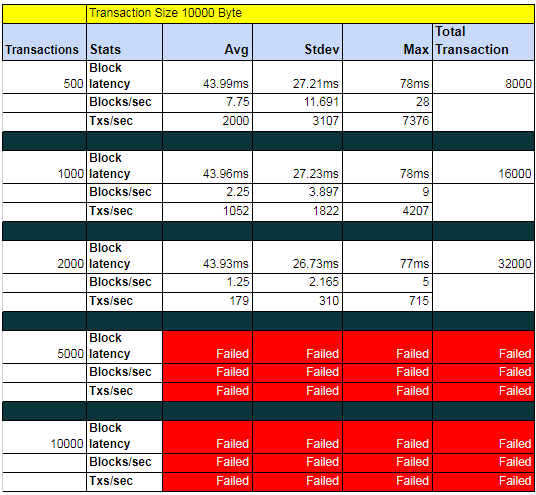 Transaction Size 10000 Byte
Transactions Stats Avg Stdev Max Total Transaction
500 Block latency 43.99ms 27.21ms 78ms 8000
Blocks/sec 7.75 11.691 28
Txs/sec 2000 3107 7376
1000 Block latency 43.96ms 27.23ms 78ms 16000
Blocks/sec 2.25 3.897 9
Txs/sec 1052 1822 4207
2000 Block latency 43.93ms 26.73ms 77ms 32000
Blocks/sec 1.25 2.165 5
Txs/sec 179 310 715
5000 Block latency Failed Failed Failed Failed
Blocks/sec Failed Failed Failed Failed
Txs/sec Failed Failed Failed Failed
10000 Block latency Failed Failed Failed Failed
Blocks/sec Failed Failed Failed Failed
Txs/sec Failed Failed Failed Failed